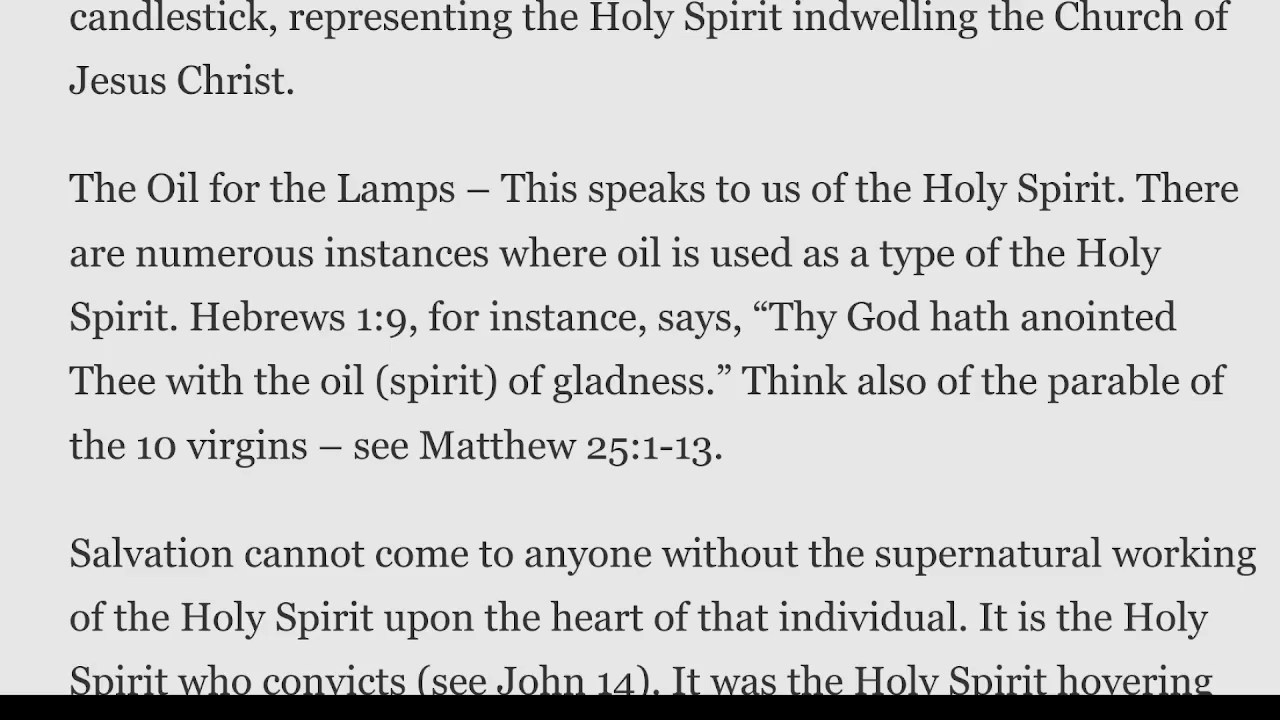 candlestick, representing the Holy Spirit indwelling the Church of
Jesus Christ.
The Oil for the Lamps – This speaks to us of the Holy Spirit. There
are numerous instances where oil is used as a type of the Holy
Spirit. Hebrews 1:9, for instance, says, “Thy God hath anointed
Thee with the oil (spirit) of gladness.” Think also of the parable of
the 10 virgins – see Matthew 25:1-13.
Salvation cannot come to anyone without the supernatural working
of the Holy Spirit upon the heart of that individual. It is the Holy
Spirit who convicts (see John 14). It was the Holy Spirit hovering